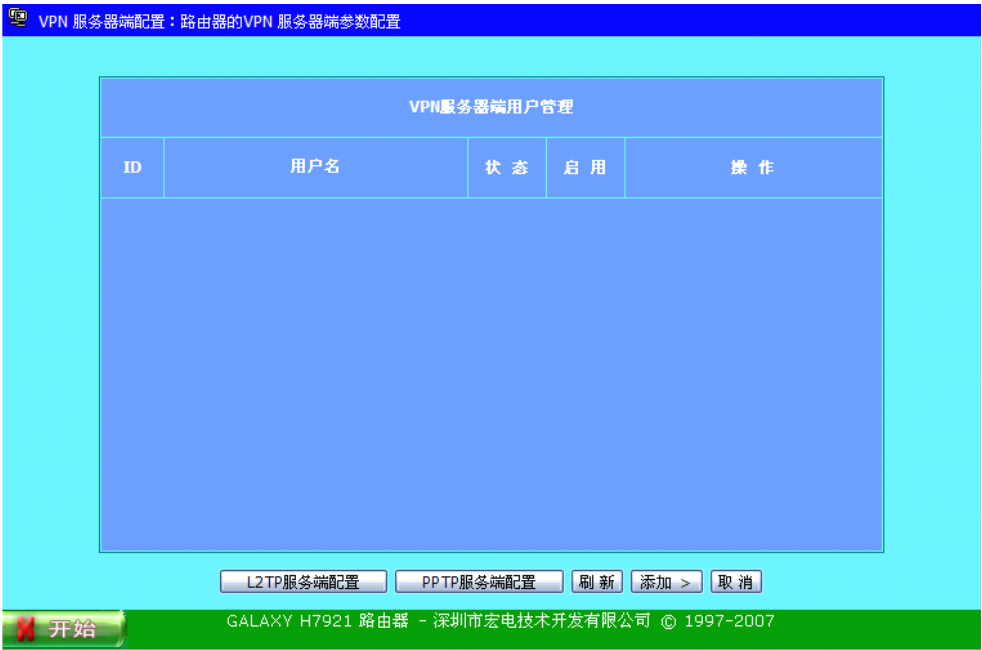 VPN 服务器端配置：路由器的VPN 服务器端参数配置
VPN服务器端用户管理
ID 用户名 状 态 启 用 操 作
L2TP服务端配置 PPTP服务端配置 刷 新 添加 > 取 消
开始 GALAXY H7921 路由器 - 深圳市宏电技术开发有限公司 © 1997-2007